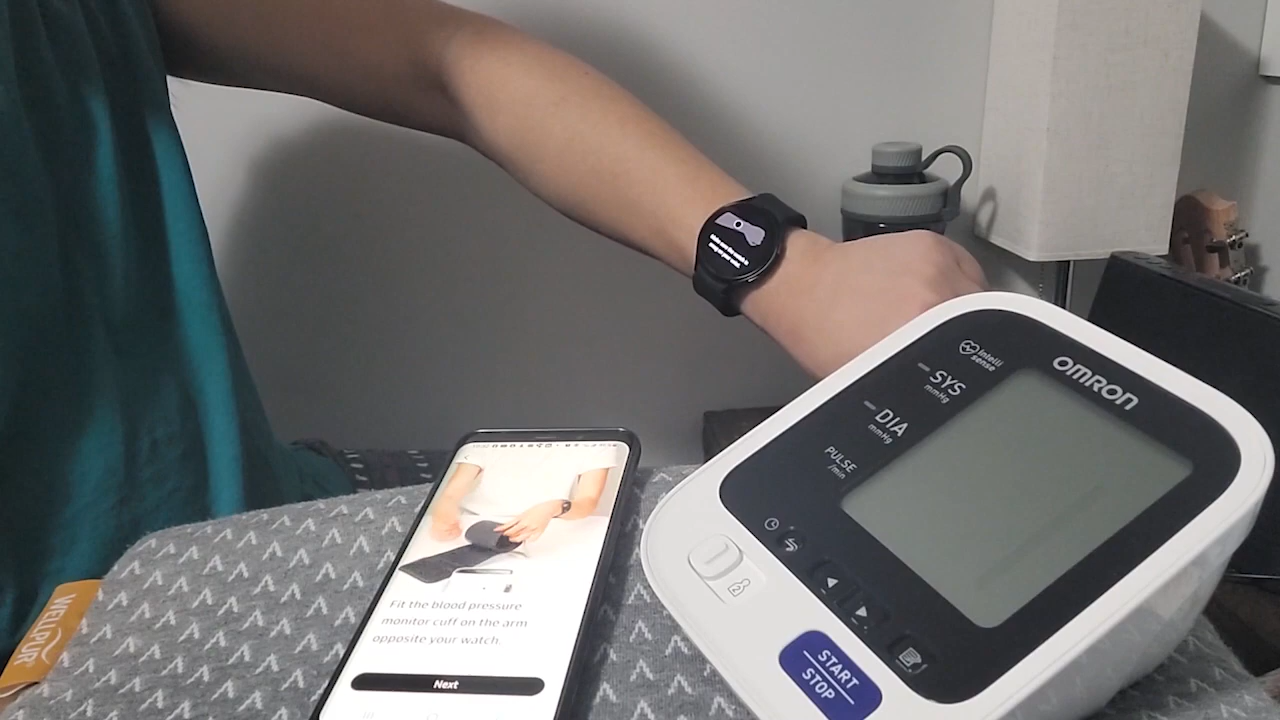 OMRON
Intelli
sense
SYS
mmHg
DIA
mmHg
PULSE
/min
2
START
STOP
Fit the blood pressure
monitor cuff on the arm
opposite your watch.
Next
WELLPUR